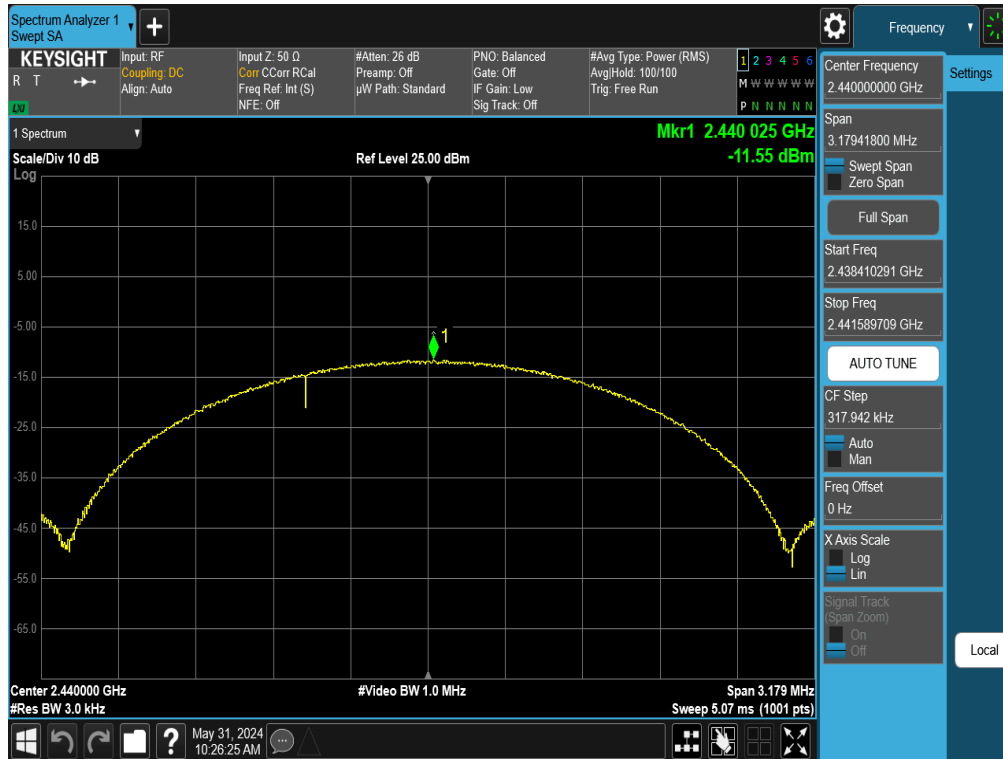 Spectrum Analyzer 1
Swept SA
Frequency
KEYSIGHT
R T
LXI
Input: RF
Coupling: DC
Align: Auto
Input Z: 50 Ω
Corr CCorr RCal
Freq Ref: Int (S)
NFE: Off
#Atten: 26 dB
Preamp: Off
µW Path: Standard
PNO: Balanced
Gate: Off
IF Gain: Low
Sig Track: Off
#Avg Type: Power (RMS)
Avg|Hold: 100/100
Trig: Free Run
1 2 3 4 5 6
M W W W W W
P N N N N N
1 Spectrum
Mkr1 2.440 025 GHz
-11.55 dBm
Scale/Div 10 dB
Ref Level 25.00 dBm
Log
15.0
5.00
-5.00
-15.0
-25.0
-35.0
-45.0
-55.0
-65.0
1
Center 2.440000 GHz
#Video BW 1.0 MHz
Span 3.179 MHz
#Res BW 3.0 kHz
Sweep 5.07 ms (1001 pts)
May 31, 2024
10:26:25 AM
Center Frequency
2.440000000 GHz
Settings
Span
3.17941800 MHz
Swept Span
Zero Span
Full Span
Start Freq
2.438410291 GHz
Stop Freq
2.441589709 GHz
AUTO TUNE
CF Step
317.942 kHz
Auto
Man
Freq Offset
0 Hz
X Axis Scale
Log
Lin
Signal Track
(Span Zoom)
On
Off
Local